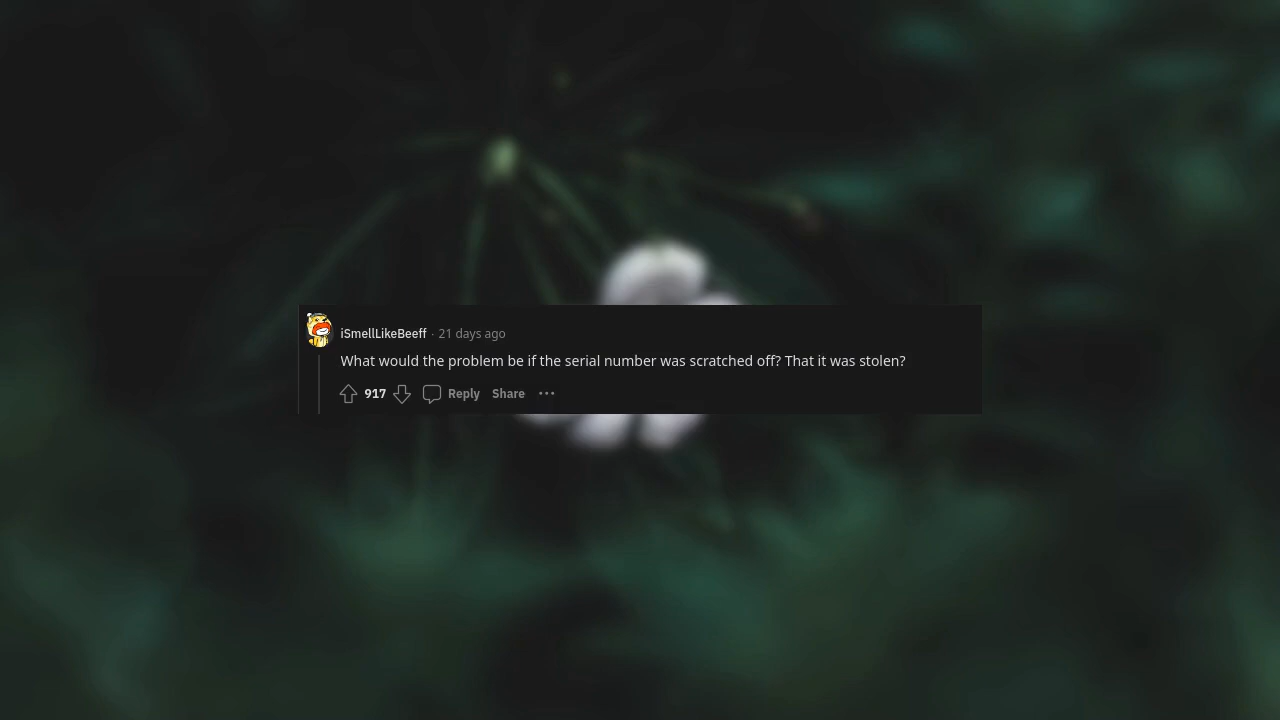 iSmellLikeBeeff · 21 days ago
What would the problem be if the serial number was scratched off? That it was stolen?
917 Reply Share ···